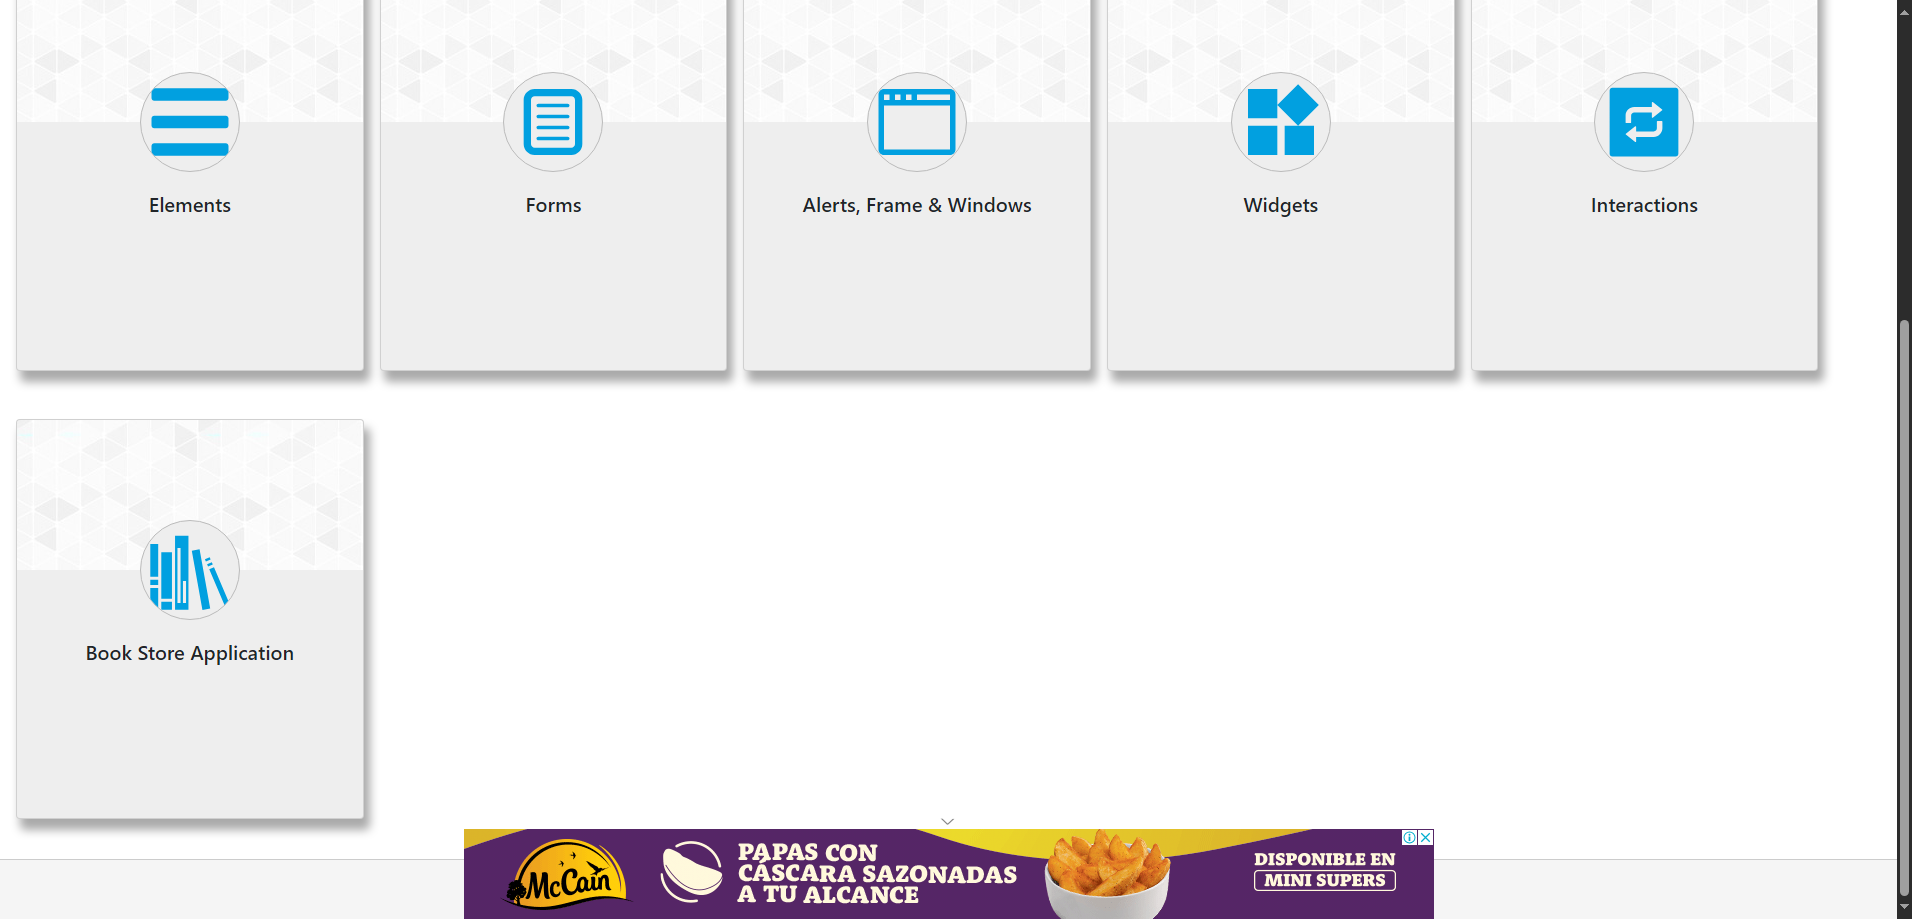 Elements
Forms
Alerts, Frame & Windows
Widgets
Interactions
Book Store Application
McCain
PAPAS CON
CÁSCARA SAZONADAS
A TU ALCANCE
DISPONIBLE EN
MINI SUPERS